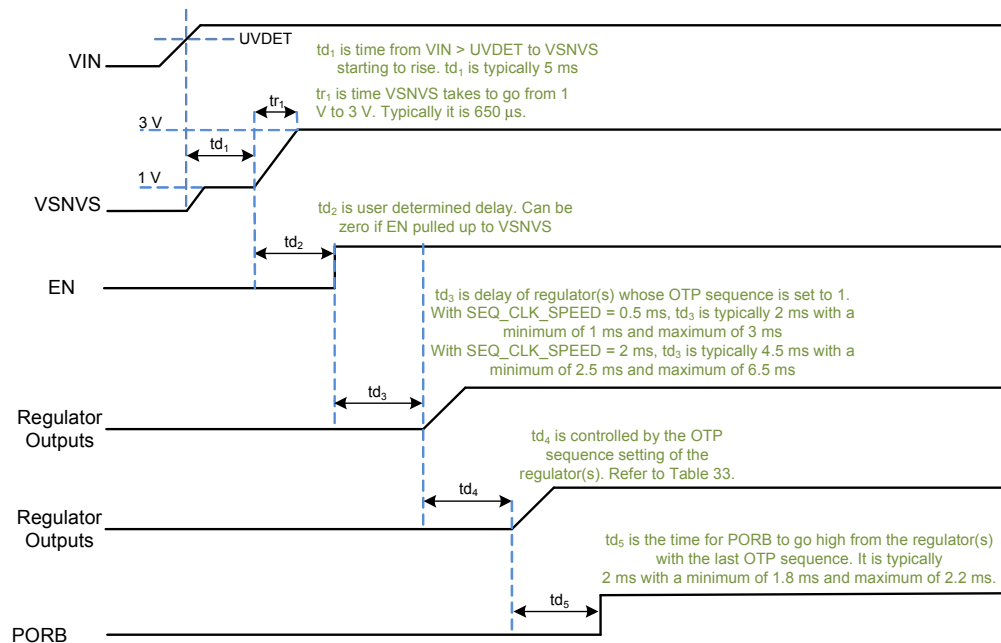 UVDET
VIN
td₁ is time from VIN > UVDET to VSNVS
starting to rise. td₁ is typically 5 ms
tr₁ is time VSNVS takes to go from 1
V to 3 V. Typically it is 650 µs.
tr₁
3 V
td₁
1 V
VSNVS
td₂ is user determined delay. Can be
zero if EN pulled up to VSNVS
td₂
EN
td₃ is delay of regulator(s) whose OTP sequence is set to 1.
With SEQ_CLK_SPEED = 0.5 ms, td₃ is typically 2 ms with a
minimum of 1 ms and maximum of 3 ms
With SEQ_CLK_SPEED = 2 ms, td₃ is typically 4.5 ms with a
minimum of 2.5 ms and maximum of 6.5 ms
td₃
Regulator
Outputs
td₄ is controlled by the OTP
sequence setting of the
regulator(s). Refer to Table 33.
td₄
Regulator
Outputs
td₅ is the time for PORB to go high from the regulator(s)
with the last OTP sequence. It is typically
2 ms with a minimum of 1.8 ms and maximum of 2.2 ms.
td₅
PORB